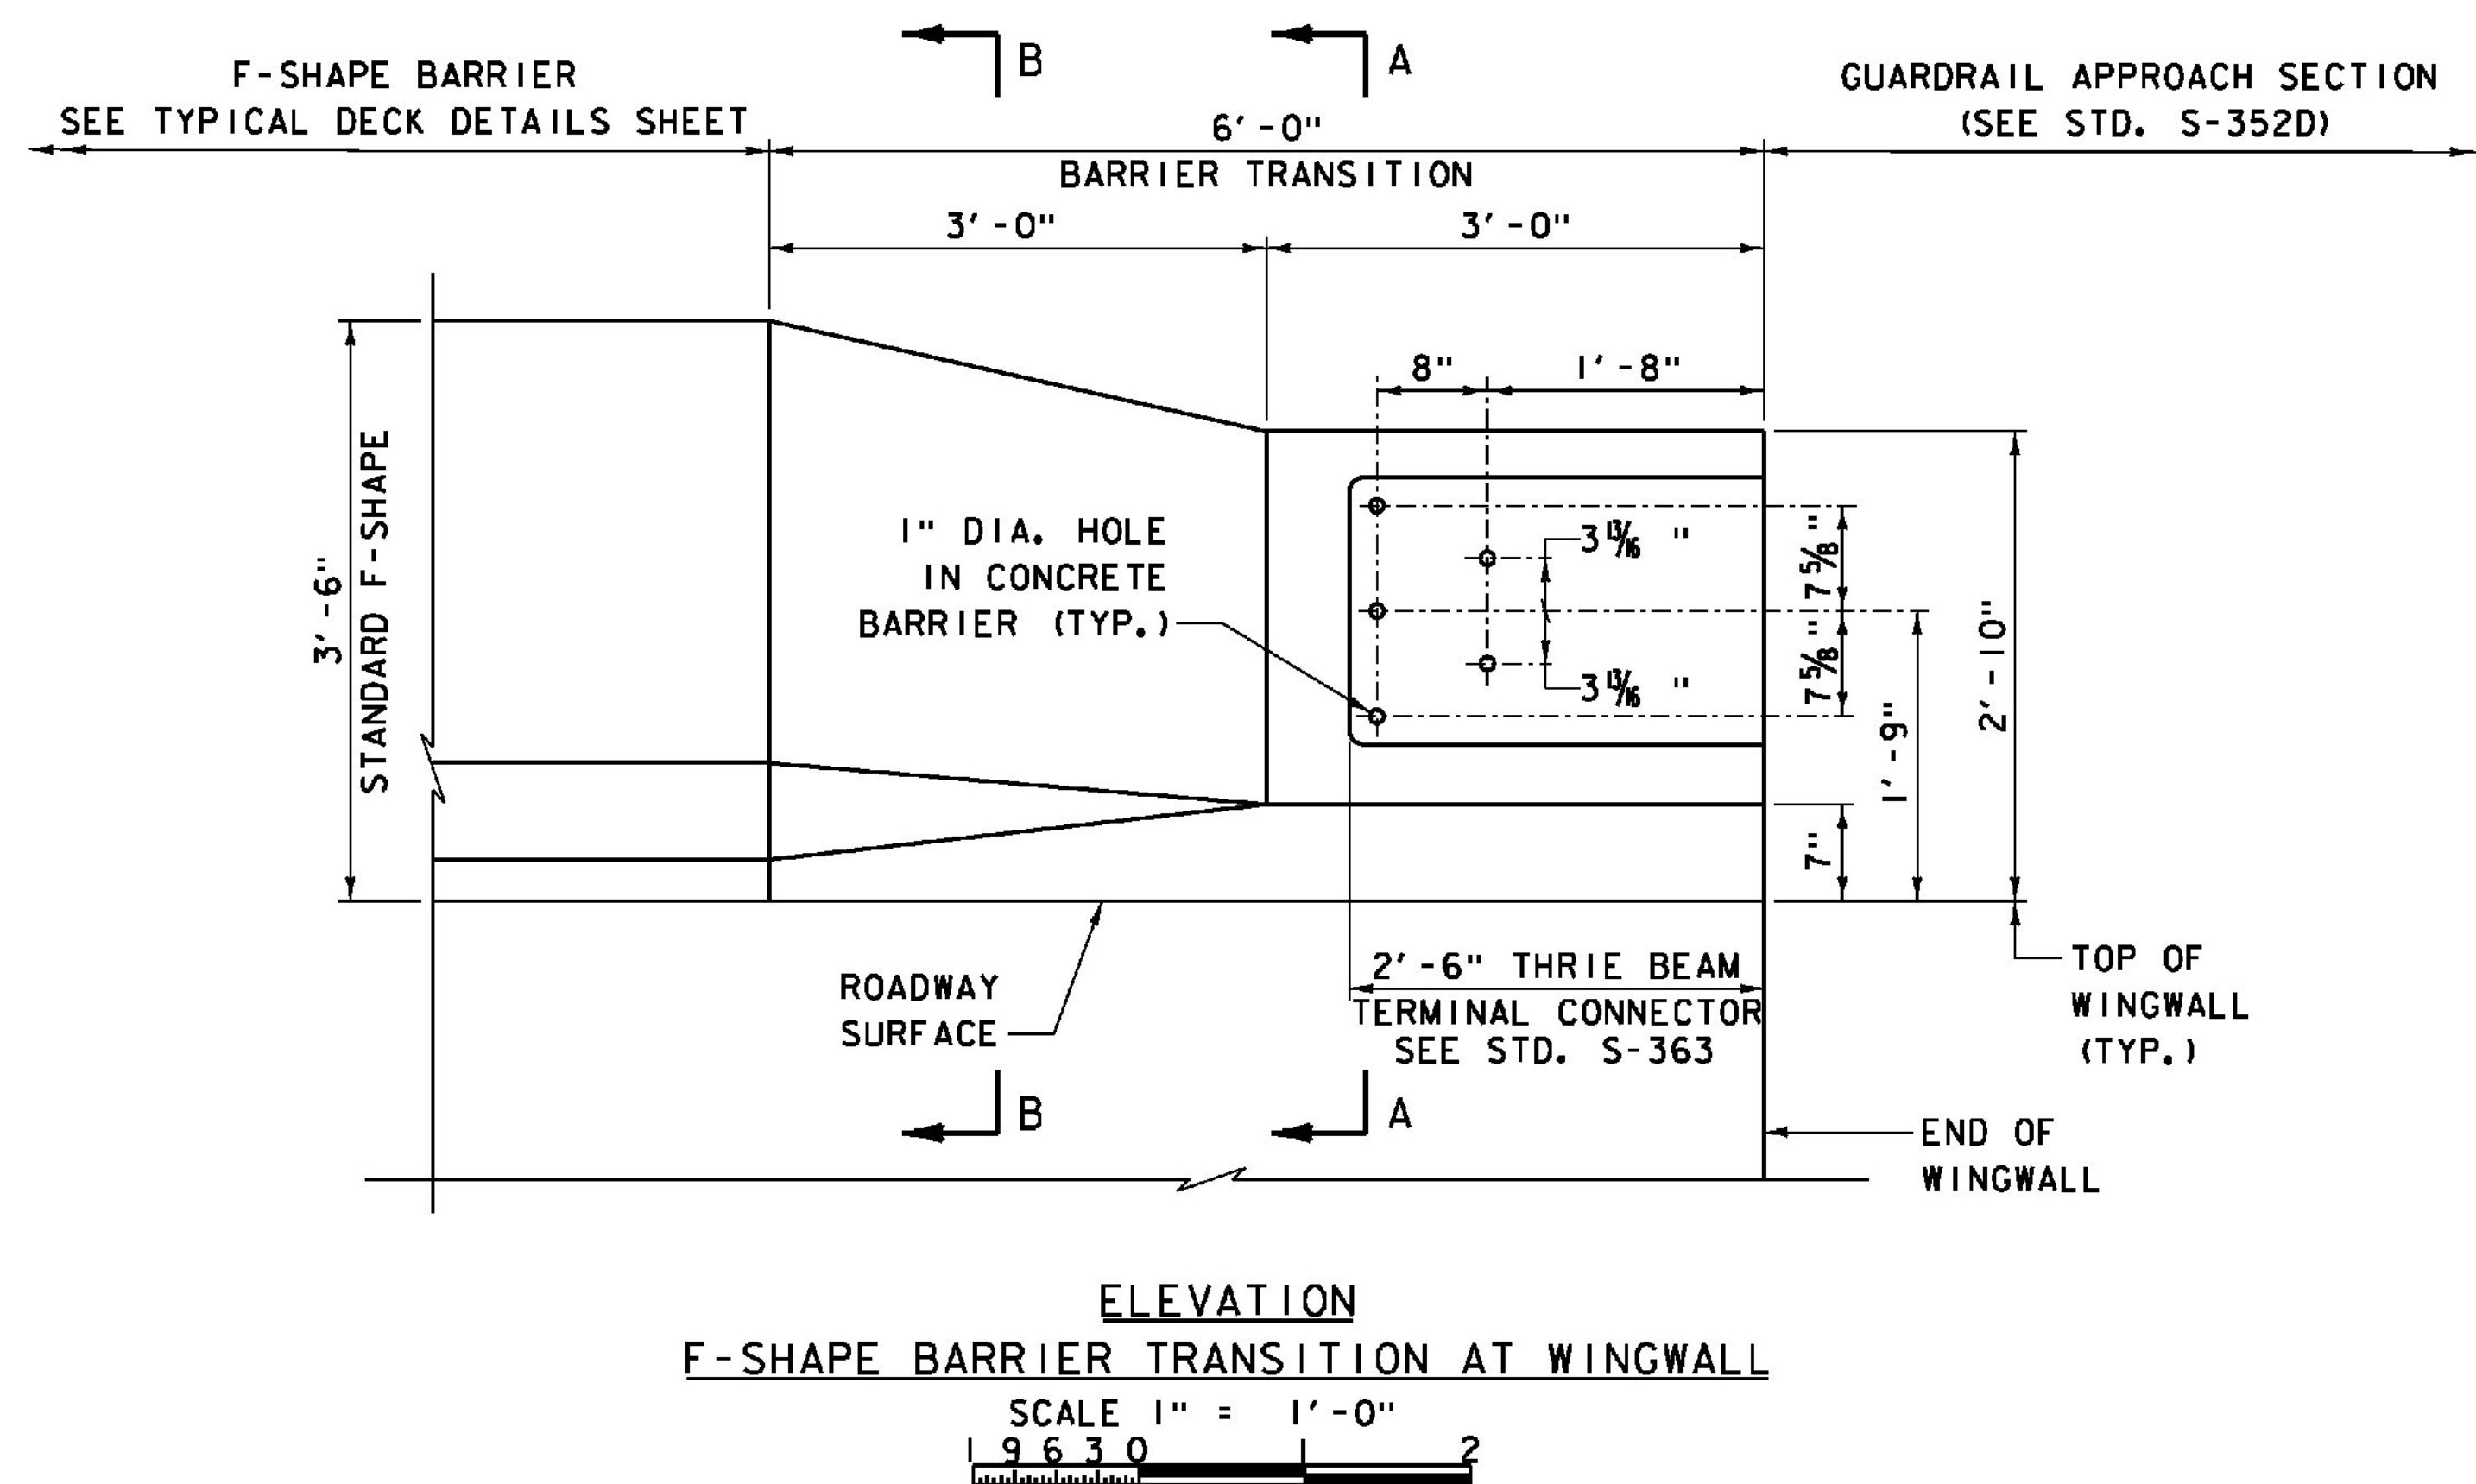 B
A
F-SHAPE BARRIER
SEE TYPICAL DECK DETAILS SHEET
6'-0"
BARRIER TRANSITION
GUARDRAIL APPROACH SECTION
(SEE STD. S-352D)
3'-0"
3'-0"
8"
1'-8"
3'-6"
STANDARD F-SHAPE
1" DIA. HOLE
IN CONCRETE
BARRIER (TYP.)
3 13/16 "
3 13/16 "
7 5/8 "
7 5/8 "
1'-9"
7"
2'-10"
ROADWAY
SURFACE
2'-6" THRIE BEAM
TERMINAL CONNECTOR
SEE STD. S-363
TOP OF
WINGWALL
(TYP.)
B
A
END OF
WINGWALL
ELEVATION
F-SHAPE BARRIER TRANSITION AT WINGWALL
SCALE 1" = 1'-0"
1 9 6 3 0 1 2